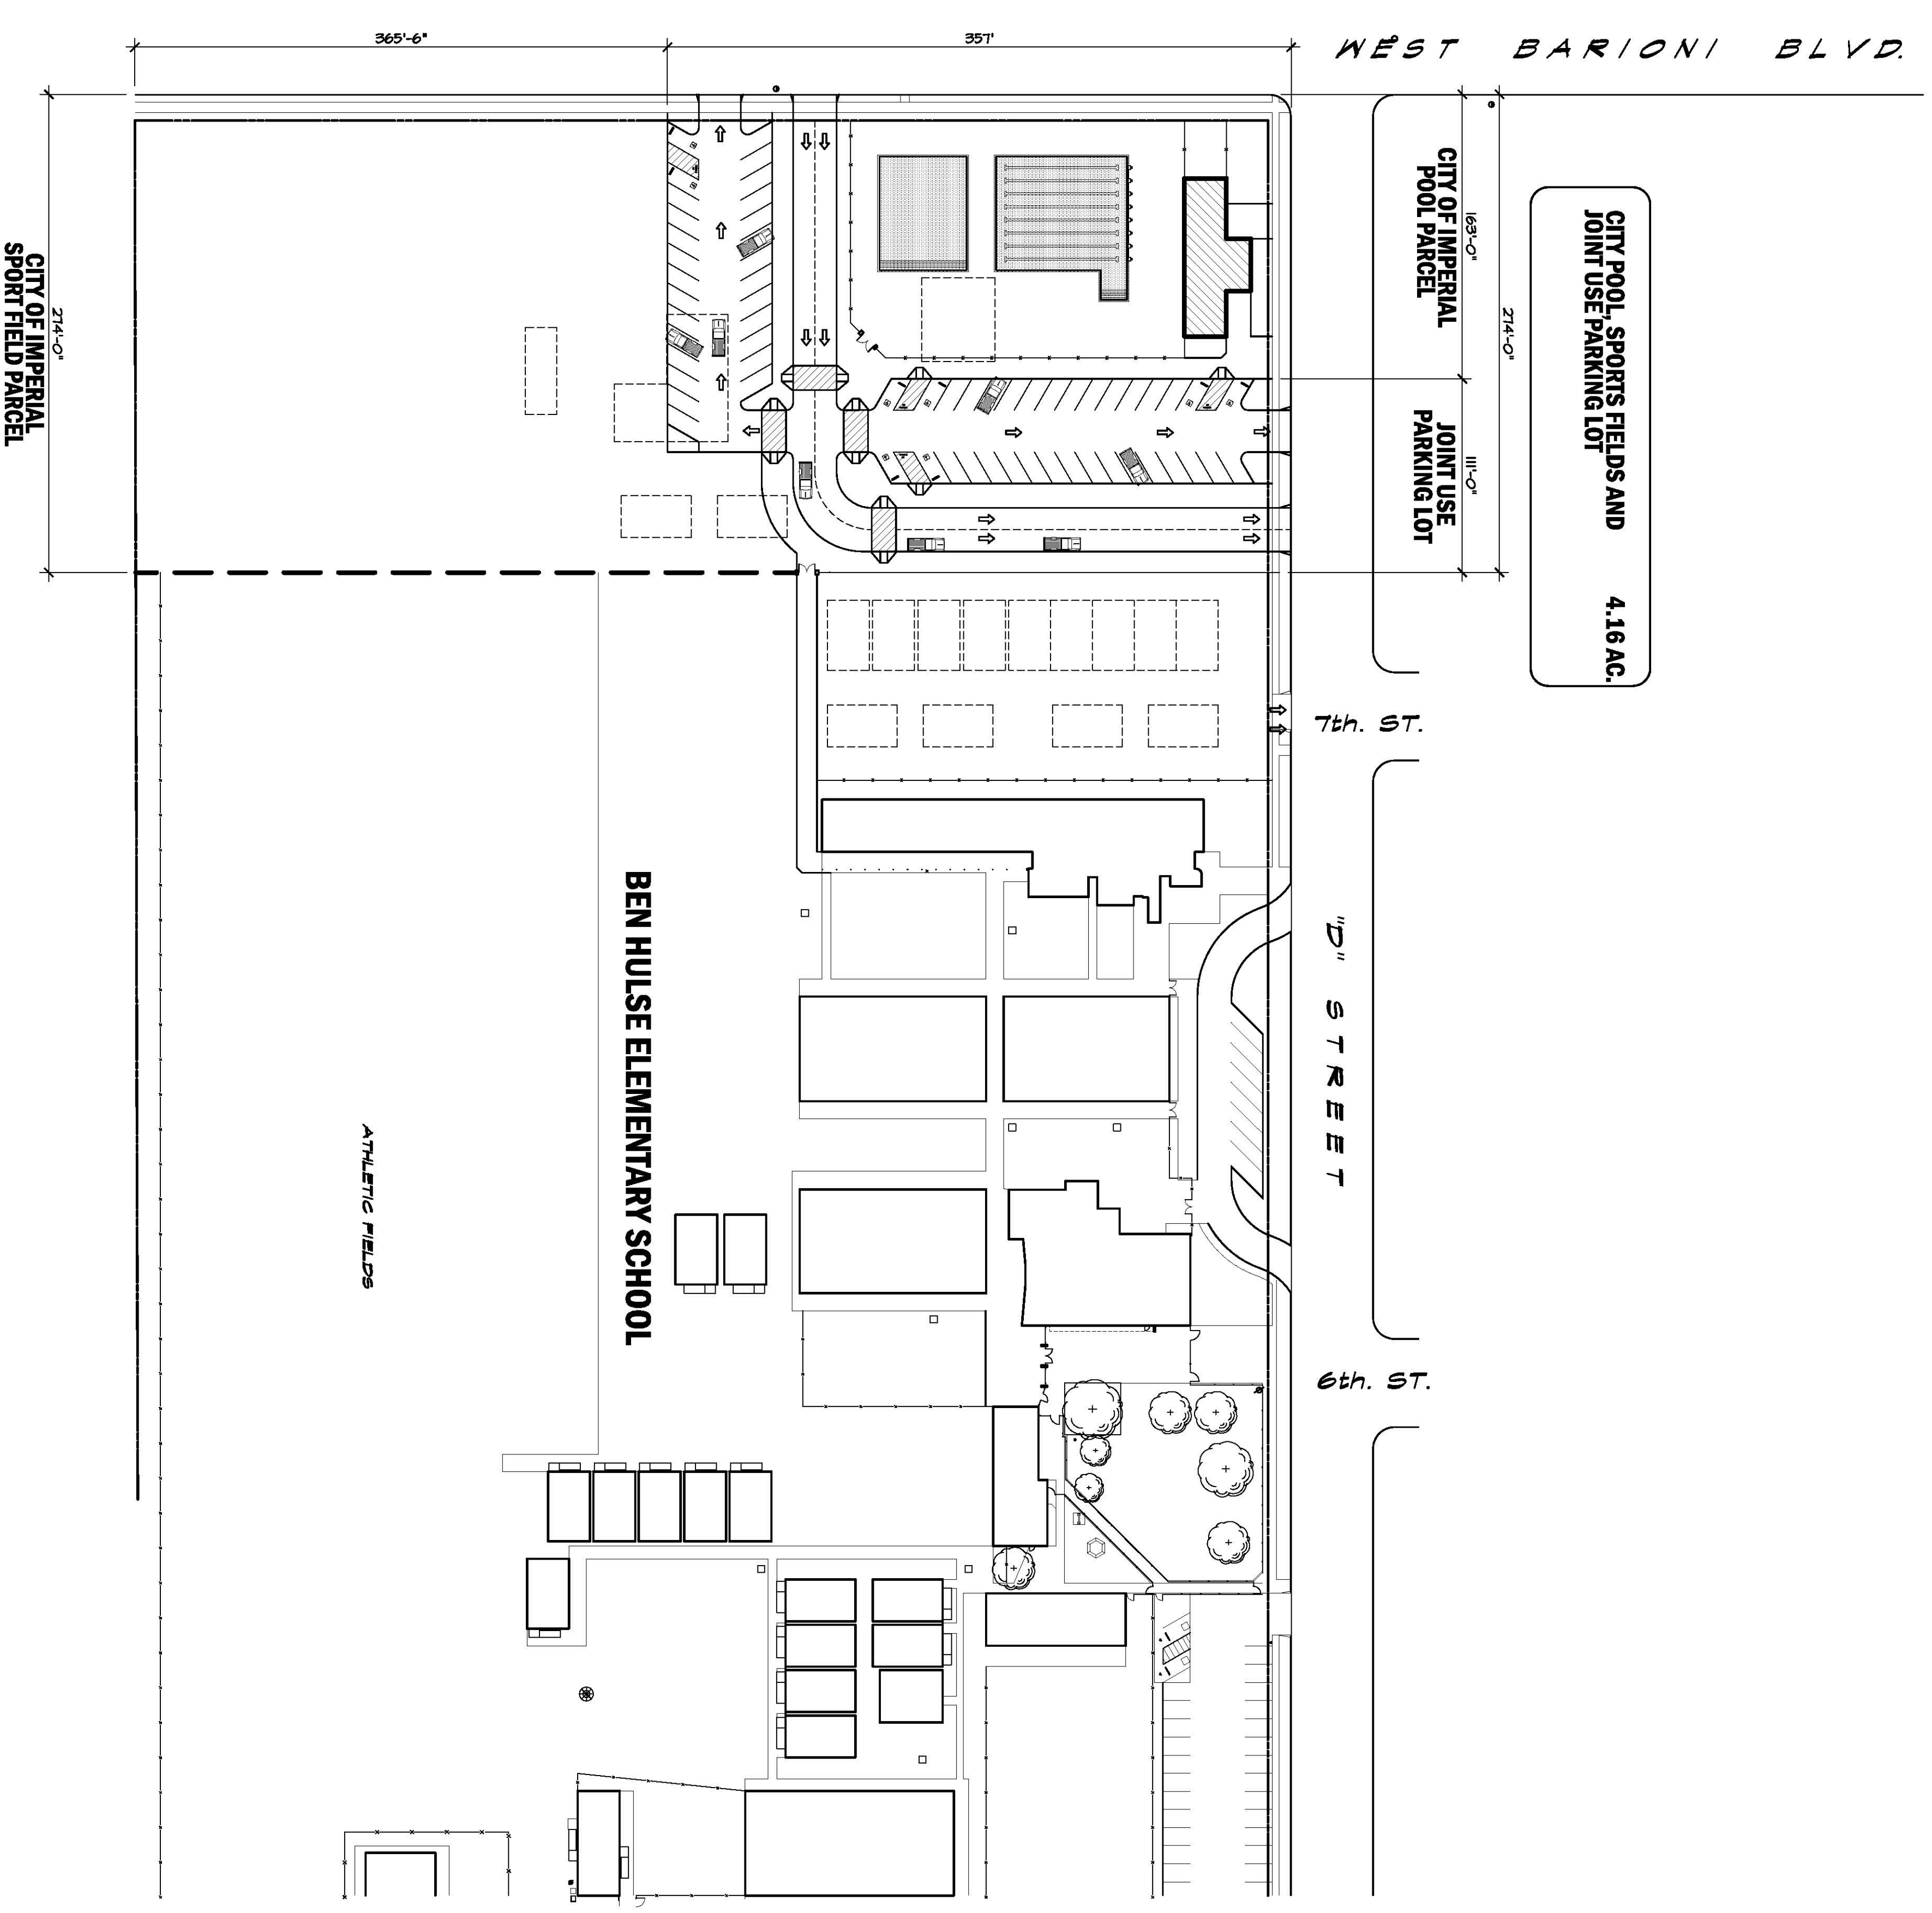 365'-6"
357'
WEST BARIONI BLVD.
CITY OF IMPERIAL
POOL PARCEL
163'-0"
274'-0"
CITY POOL, SPORTS FIELDS AND
JOINT USE PARKING LOT
4.16 AC.
CITY OF IMPERIAL
SPORT FIELD PARCEL
274'-0"
JOINT USE
PARKING LOT
111'-0"
7th. ST.
BEN HULSE ELEMENTARY SCHOOL
"D" STREET
ATHLETIC FIELDS
6th. ST.